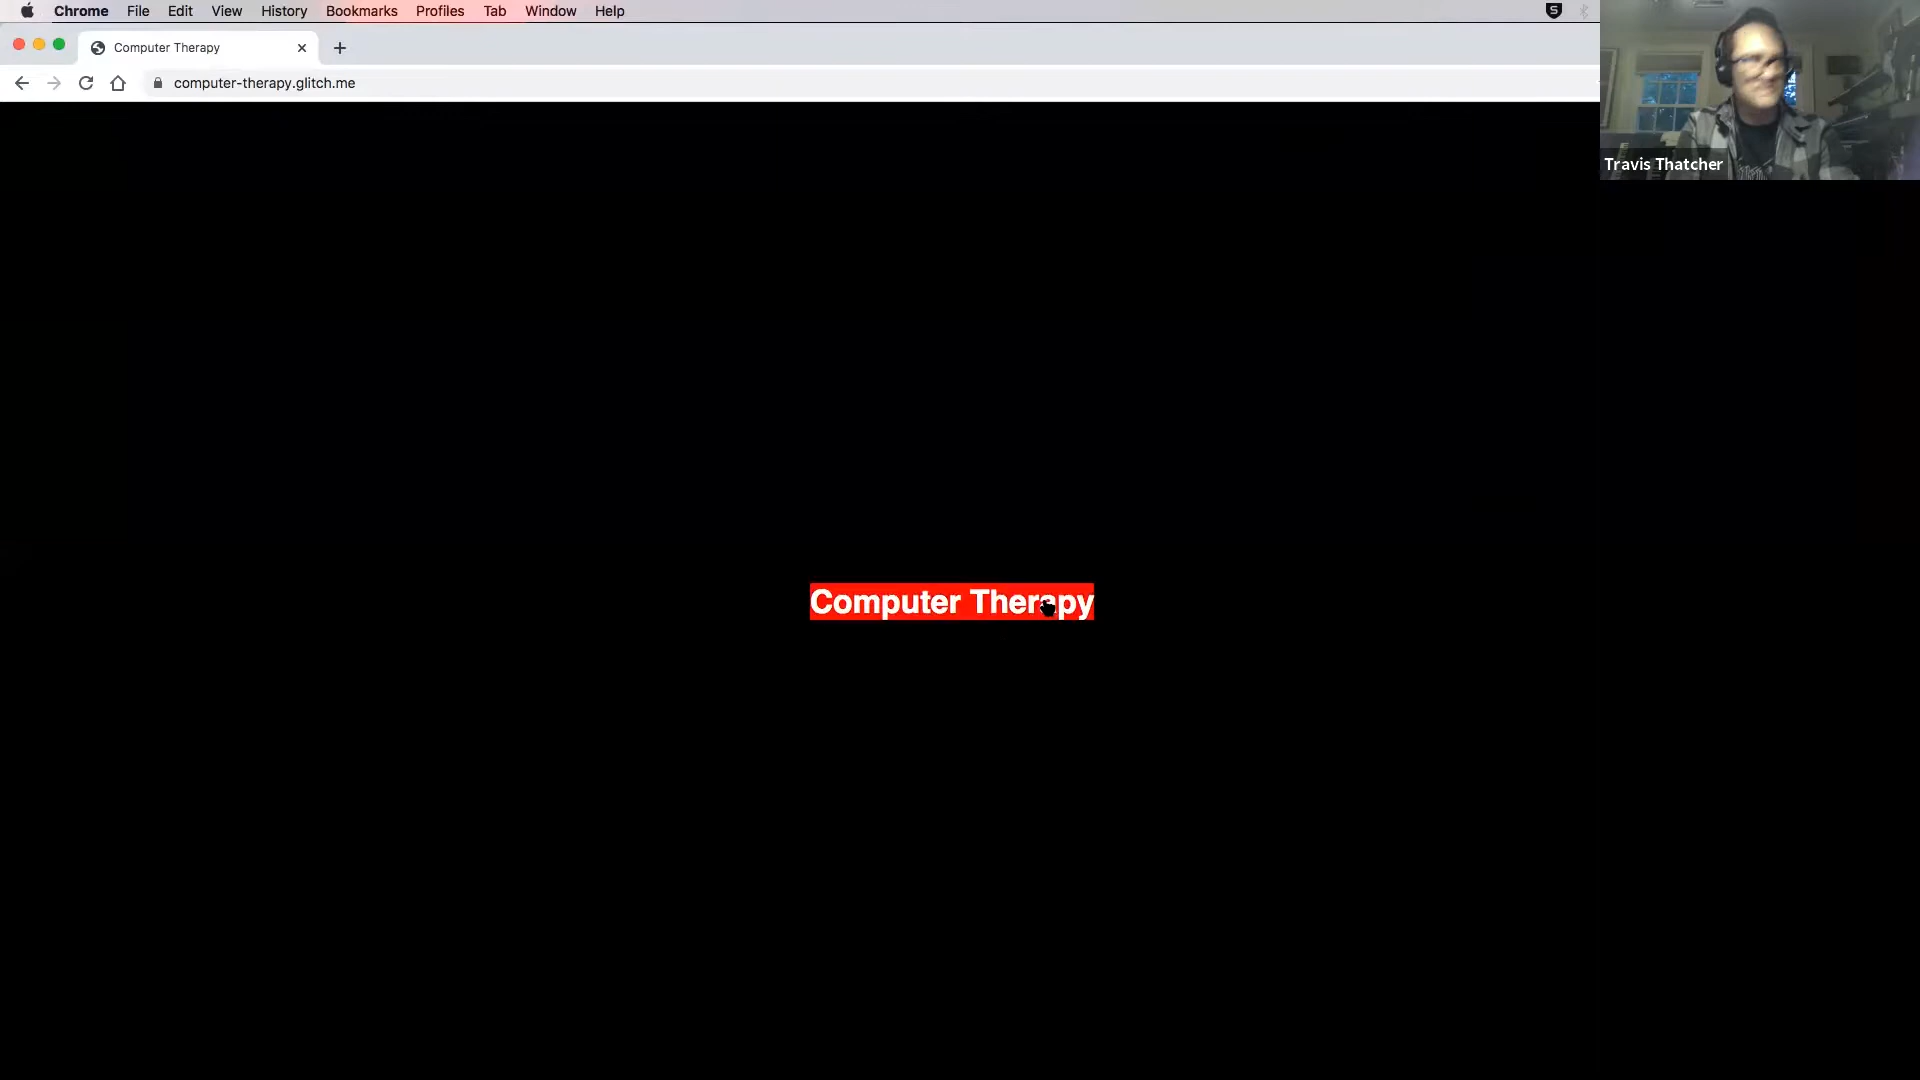 Chrome File Edit View History Bookmarks Profiles Tab Window Help
S
Computer Therapy
computer-therapy.glitch.me
Travis Thatcher
Computer Therapy